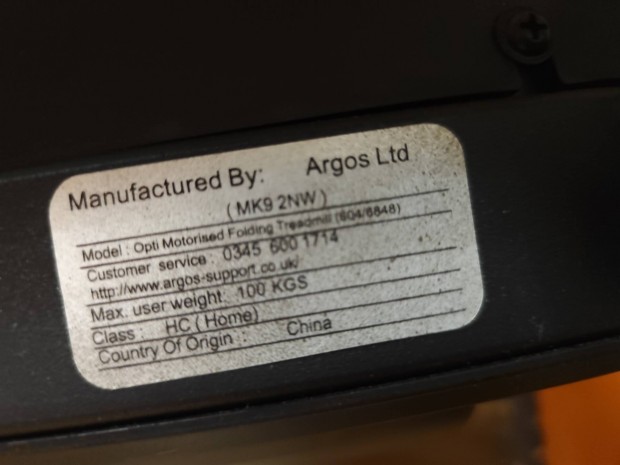 Manufactured By: Argos Ltd
(MK9 2NW)
Model : Opti Motorised Folding Treadmill (604/6846)
Customer service : 0345 600 1714
http://www.argos-support.co.uk/
Max. user weight: 100 KGS
Class : HC ( Home)
Country Of Origin : China